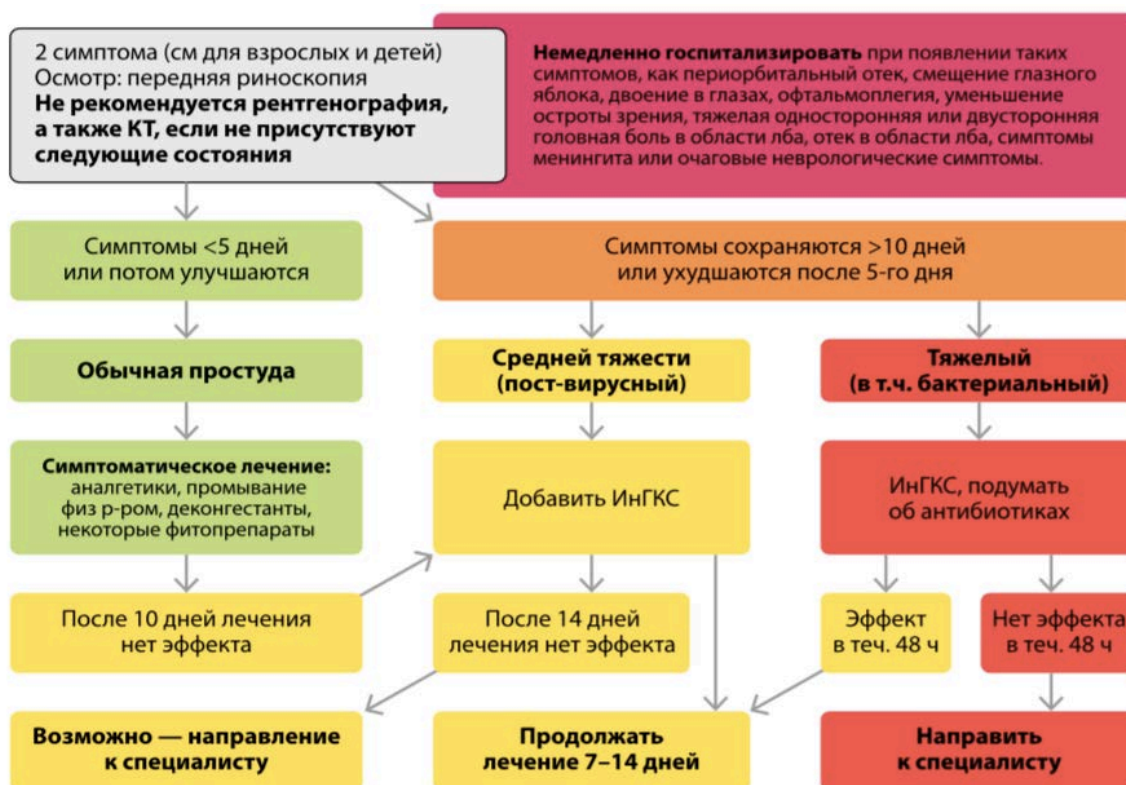 2 симптома (см для взрослых и детей)
Осмотр: передняя риноскопия
Не рекомендуется рентгенография,
а также КТ, если не присутствуют
следующие состояния
Немедленно госпитализировать при появлении таких
симптомов, как периорбитальный отек, смещение глазного
яблока, двоение в глазах, офтальмоплегия, уменьшение
остроты зрения, тяжелая односторонняя или двусторонняя
головная боль в области лба, отек в области лба, симптомы
менингита или очаговые неврологические симптомы.
Симптомы <5 дней
или потом улучшаются
Симптомы сохраняются >10 дней
или ухудшаются после 5-го дня
Обычная простуда
Средней тяжести
(пост-вирусный)
Тяжелый
(в т.ч. бактериальный)
Симптоматическое лечение:
аналгетики, промывание
физ р-ром, деконгестанты,
некоторые фитопрепараты
Добавить ИнГКС
ИнГКС, подумать
об антибиотиках
После 10 дней лечения
нет эффекта
После 14 дней
лечения нет эффекта
Эффект
в теч. 48 ч
Нет эффекта
в теч. 48 ч
Возможно — направление
к специалисту
Продолжать
лечение 7–14 дней
Направить
к специалисту